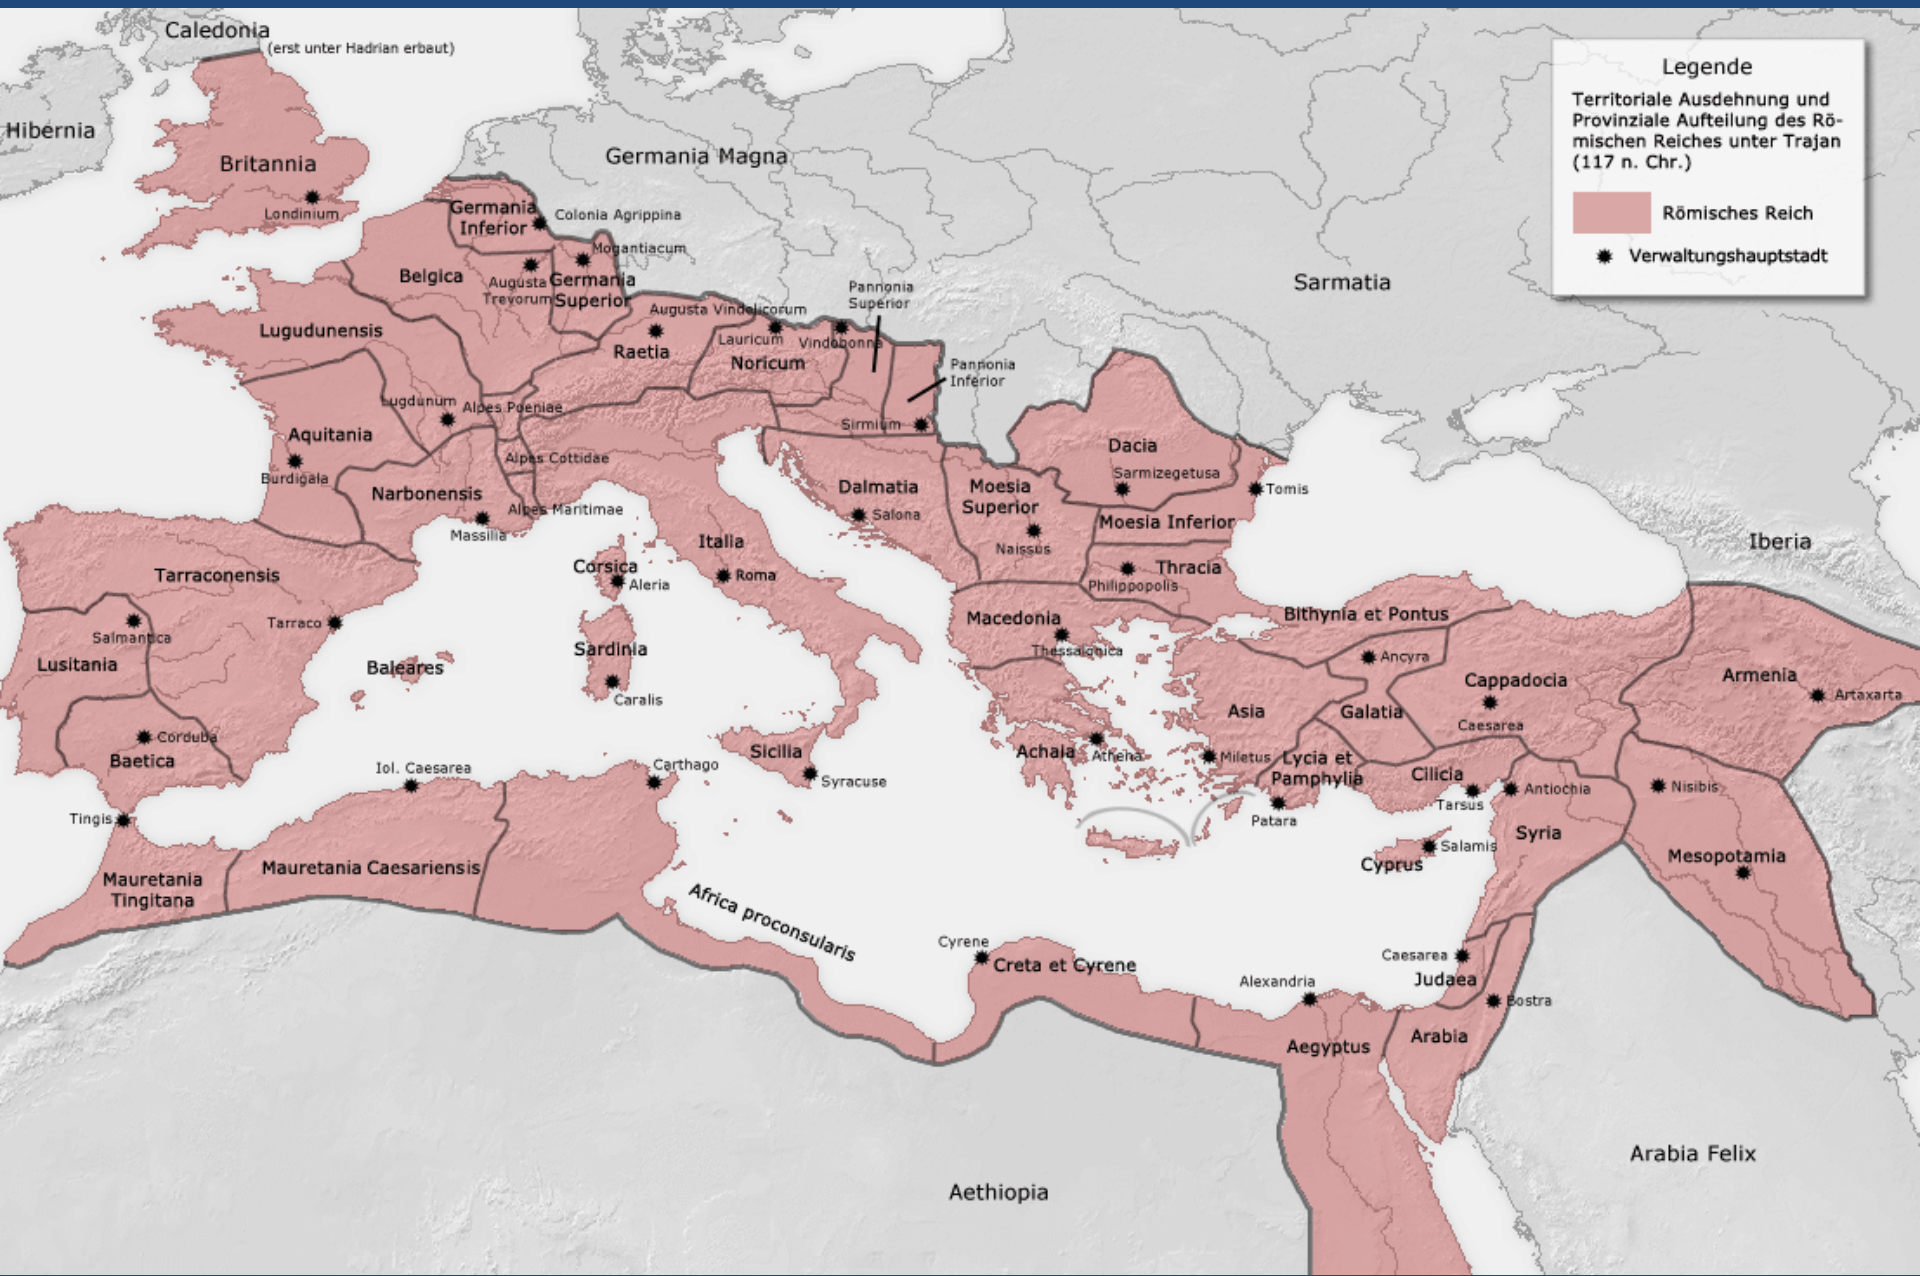 Caledonia
(erst unter Hadrian erbaut)
Hibernia
Britannia
Londinium
Germania Magna
Sarmatia
Legende
Territoriale Ausdehnung und
Provinziale Aufteilung des Rö-
mischen Reiches unter Trajan
(117 n. Chr.)
Römisches Reich
Verwaltungshauptstadt
Germania
Inferior
Colonia Agrippina
Mogantiacum
Belgica
Augusta
Trevorum
Germania
Superior
Pannonia
Superior
Augusta Vindelicorum
Lugudunensis
Raetia
Lauricum
Vindobonna
Noricum
Pannonia
Inferior
Lugdunum
Alpes Poeniae
Sirmium
Aquitania
Burdigala
Alpes Cottidae
Narbonensis
Alpes Maritimae
Massilia
Dalmatia
Salona
Moesia
Superior
Naissus
Dacia
Sarmizegetusa
Tomis
Moesia Inferior
Thracia
Philippopolis
Iberia
Italia
Roma
Corsica
Aleria
Tarraconensis
Tarraco
Salmantica
Lusitania
Baleares
Sardinia
Caralis
Macedonia
Thessalonica
Bithynia et Pontus
Ancyra
Cappadocia
Caesarea
Armenia
Artaxarta
Asia
Galatia
Corduba
Baetica
Sicilia
Syracuse
Achaia
Athena
Miletus
Lycia et
Pamphylia
Patara
Cilicia
Tarsus
Antiochia
Nisibis
Iol. Caesarea
Carthago
Tingis
Syria
Salamis
Cyprus
Mesopotamia
Mauretania
Tingitana
Mauretania Caesariensis
Africa proconsularis
Cyrene
Creta et Cyrene
Caesarea
Judaea
Alexandria
Bostra
Arabia
Aegyptus
Arabia Felix
Aethiopia